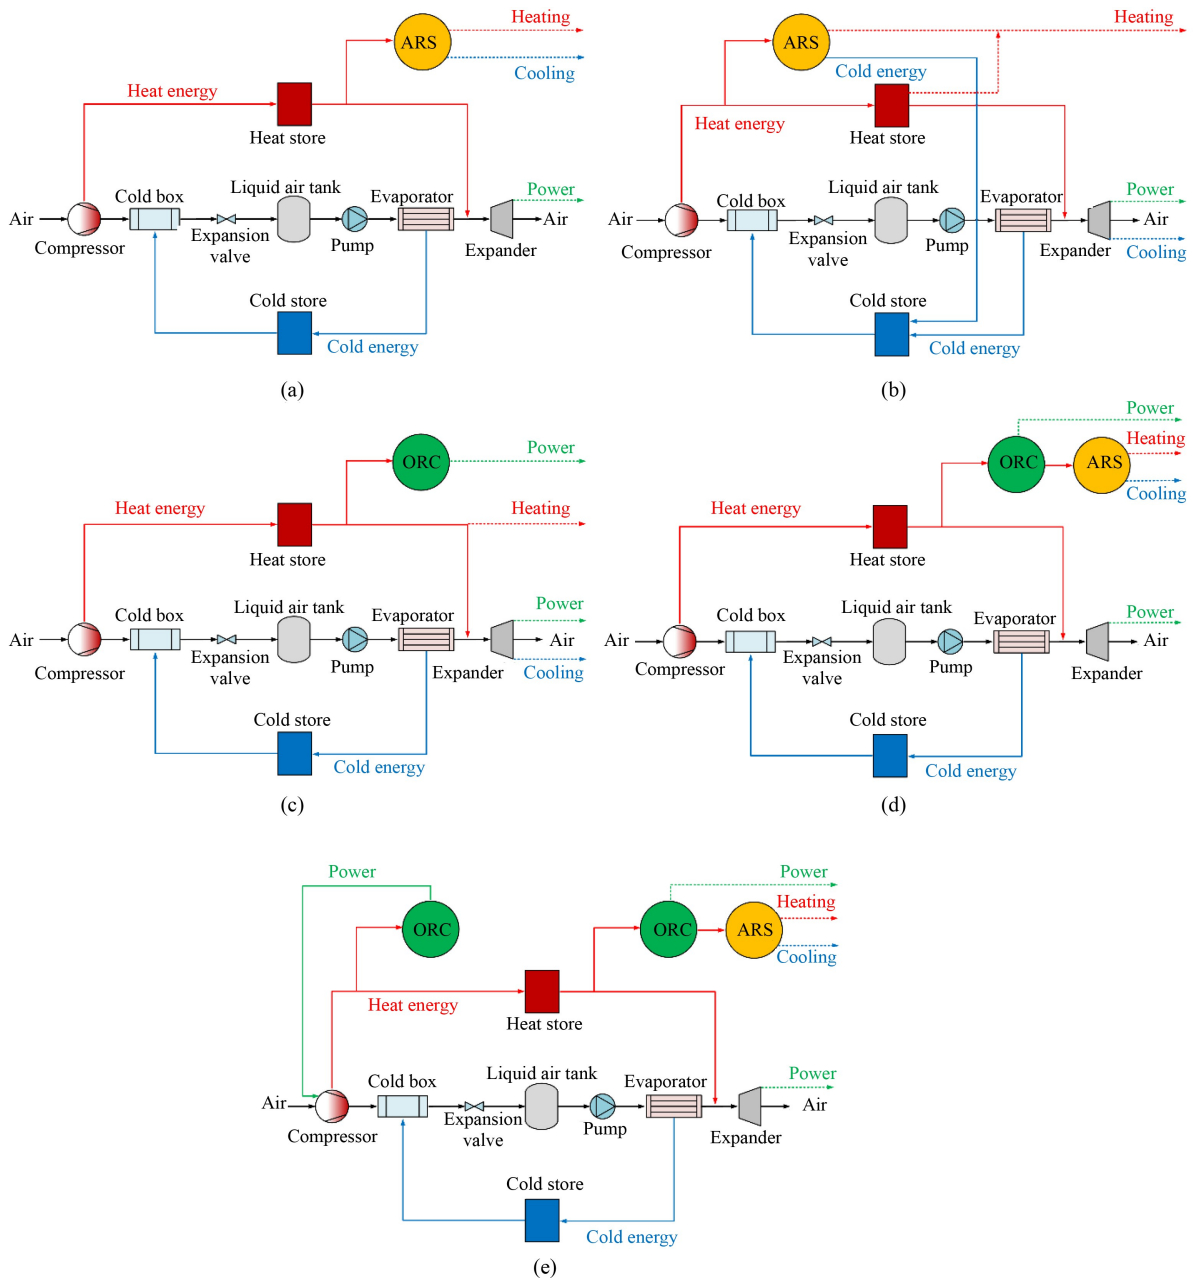 Heating
ARS
Cooling
Heat energy
Heat store
Liquid air tank
Cold box
Evaporator
Power
Air
Air
Compressor
Expansion
valve
Pump
Expander
Cold store
Cold energy
(a)
Heating
ARS
Cold energy
Heat energy
Heat store
Liquid air tank
Cold box
Evaporator
Power
Air
Air
Compressor
Expansion
valve
Pump
Expander
Cooling
Cold store
Cold energy
(b)
Power
ORC
Heating
Heat energy
Heat store
Liquid air tank
Cold box
Evaporator
Power
Air
Air
Compressor
Expansion
valve
Pump
Expander
Cooling
Cold store
Cold energy
(c)
Power
Heating
ORC
ARS
Cooling
Heat energy
Heat store
Liquid air tank
Cold box
Evaporator
Power
Air
Air
Compressor
Expansion
valve
Pump
Expander
Cold store
Cold energy
(d)
Power
ORC
Power
Heating
ORC
ARS
Cooling
Heat energy
Heat store
Liquid air tank
Cold box
Evaporator
Power
Air
Air
Compressor
Expansion
valve
Pump
Expander
Cold store
Cold energy
(e)